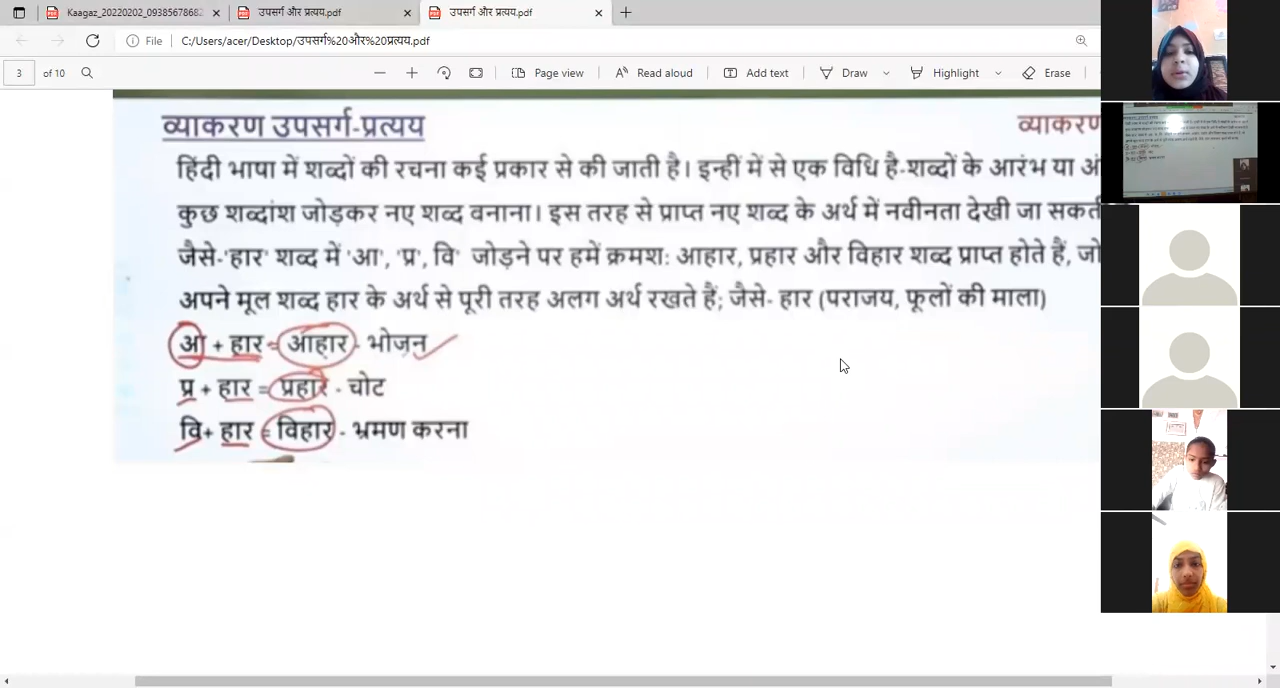 Kaagaz_20220202_09385678682
उपसर्ग और प्रत्यय.pdf
उपसर्ग और प्रत्यय.pdf
File
C:/Users/acer/Desktop/उपसर्ग%20और%20प्रत्यय.pdf
3 of 10
Page view
Read aloud
Add text
Draw
Highlight
Erase
व्याकरण उपसर्ग-प्रत्यय
व्याकरण
हिंदी भाषा में शब्दों की रचना कई प्रकार से की जाती है। इन्हीं में से एक विधि है-शब्दों के आरंभ या
कुछ शब्दांश जोड़कर नए शब्द बनाना। इस तरह से प्राप्त नए शब्द के अर्थ में नवीनता देखी जा सकत
जैसे-'हार' शब्द में 'आ', 'प्र', वि' जोड़ने पर हमें क्रमश: आहार, प्रहार और विहार शब्द प्राप्त होते हैं, जो
अपने मूल शब्द हार के अर्थ से पूरी तरह अलग अर्थ रखते हैं; जैसे- हार (पराजय, फूलों की माला)
आ + हार = आहार - भोजन
प्र + हार = प्रहार - चोट
वि+ हार = विहार - भ्रमण करना